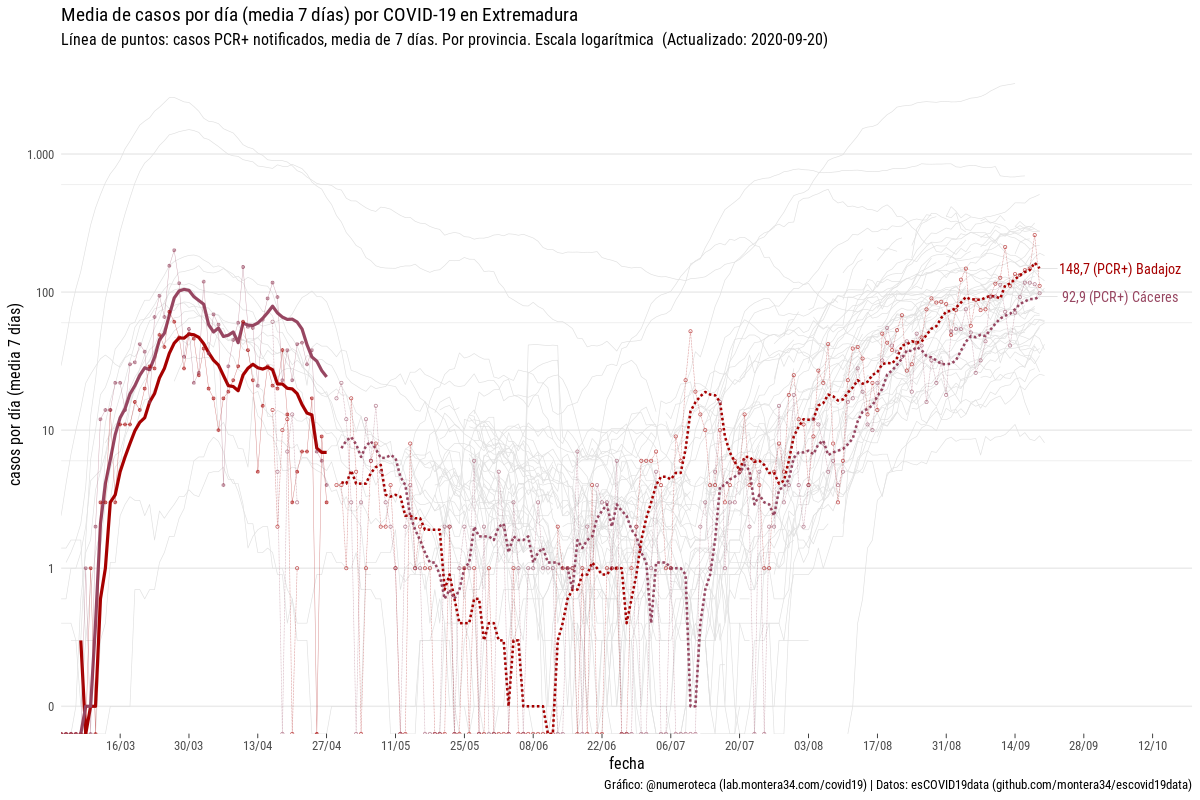 Media de casos por día (media 7 días) por COVID-19 en Extremadura
Línea de puntos: casos PCR+ notificados, media de 7 días. Por provincia. Escala logarítmica (Actualizado: 2020-09-20)
casos por día (media 7 días)
1.000
100
10
1
0
148,7 (PCR+) Badajoz
92,9 (PCR+) Cáceres
16/03 30/03 13/04 27/04 11/05 25/05 08/06 22/06 06/07 20/07 03/08 17/08 31/08 14/09 28/09 12/10
fecha
Gráfico: @numeroteca (lab.montera34.com/covid19) | Datos: esCOVID19data (github.com/montera34/escovid19data)